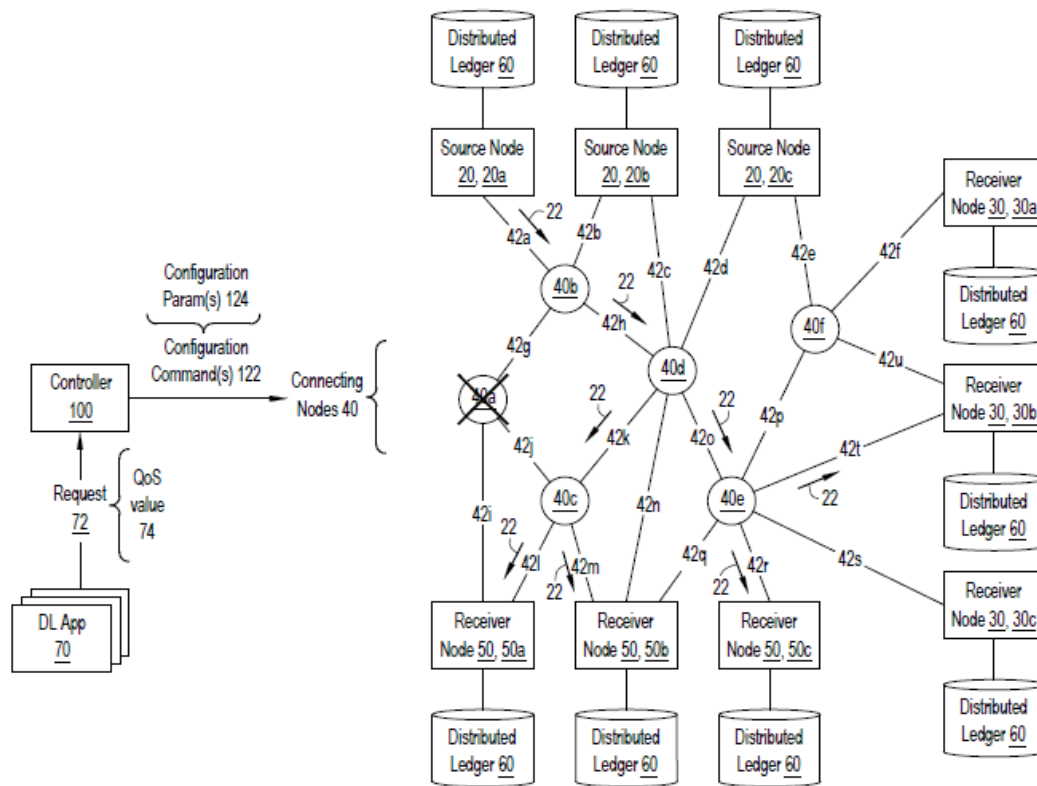 Distributed
Ledger 60
Distributed
Ledger 60
Distributed
Ledger 60
Source Node
20, 20a
Source Node
20, 20b
Source Node
20, 20c
Receiver
Node 30, 30a
22
42a
42b
42c
42d
42e
42f
Configuration
Param(s) 124
40b
22
Distributed
Ledger 60
40f
42h
42g
Configuration
Command(s) 122
Controller
100
Connecting
Nodes 40
40a
40d
42u
Receiver
Node 30, 30b
22
22
42p
42j
42k
42o
42t
Request
72
QoS
value
74
40c
40e
22
42i
42n
Distributed
Ledger 60
22
42l
42m
22
42q
42r
22
42s
DL App
70
Receiver
Node 50, 50a
Receiver
Node 50, 50b
Receiver
Node 50, 50c
Receiver
Node 30, 30c
Distributed
Ledger 60
Distributed
Ledger 60
Distributed
Ledger 60
Distributed
Ledger 60